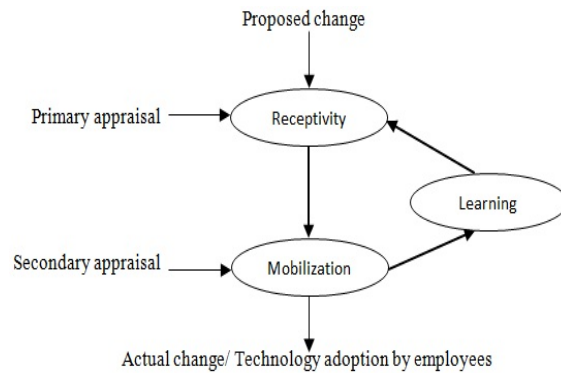 Proposed change
Primary appraisal
Receptivity
Learning
Secondary appraisal
Mobilization
Actual change/ Technology adoption by employees